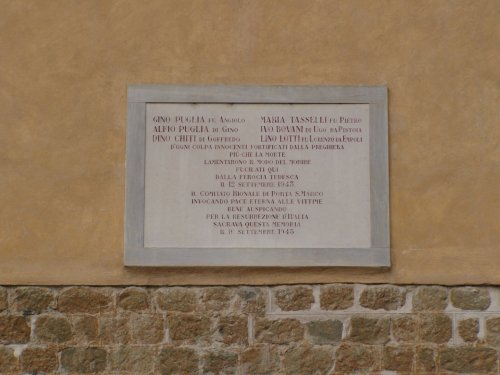 GINO PUGLIA FU ANGIOLO MARIA TASSELLI FU PIETRO
ALFIO PUGLIA DI GINO IVO BOVANI DI UGO DA PISTOIA
DINO CHITI DI GOFFREDO LINO LOTTI FU LORENZO DA EMPOLI
D'OGNI COLPA INNOCENTI FORTIFICATI DALLA PREGHIERA
PIÙ CHE LA MORTE
LAMENTARONO IL MODO DEL MORIRE
FUCILATI QUI
DALLA FEROCIA TEDESCA
IL 12 SETTEMBRE 1943
IL COMITATO RIONALE DI PORTA S. MARCO
INVOCANDO PACE ETERNA ALLE VITTIME
BENE AUSPICANDO
PER LA RESURREZIONE D'ITALIA
SACRAVA QUESTA MEMORIA
IL SETTEMBRE 1945